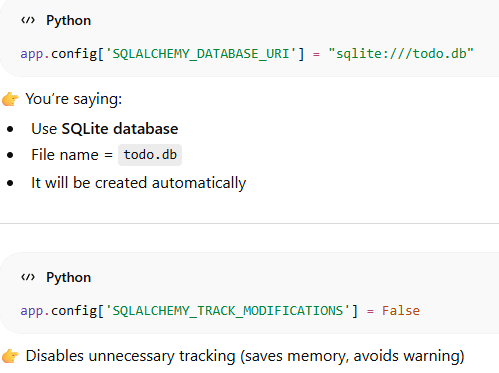 </> Python
app.config['SQLALCHEMY_DATABASE_URI'] = "sqlite:///todo.db"
👉 You’re saying:
• Use SQLite database
• File name = todo.db
• It will be created automatically
</> Python
app.config['SQLALCHEMY_TRACK_MODIFICATIONS'] = False
👉 Disables unnecessary tracking (saves memory, avoids warning)